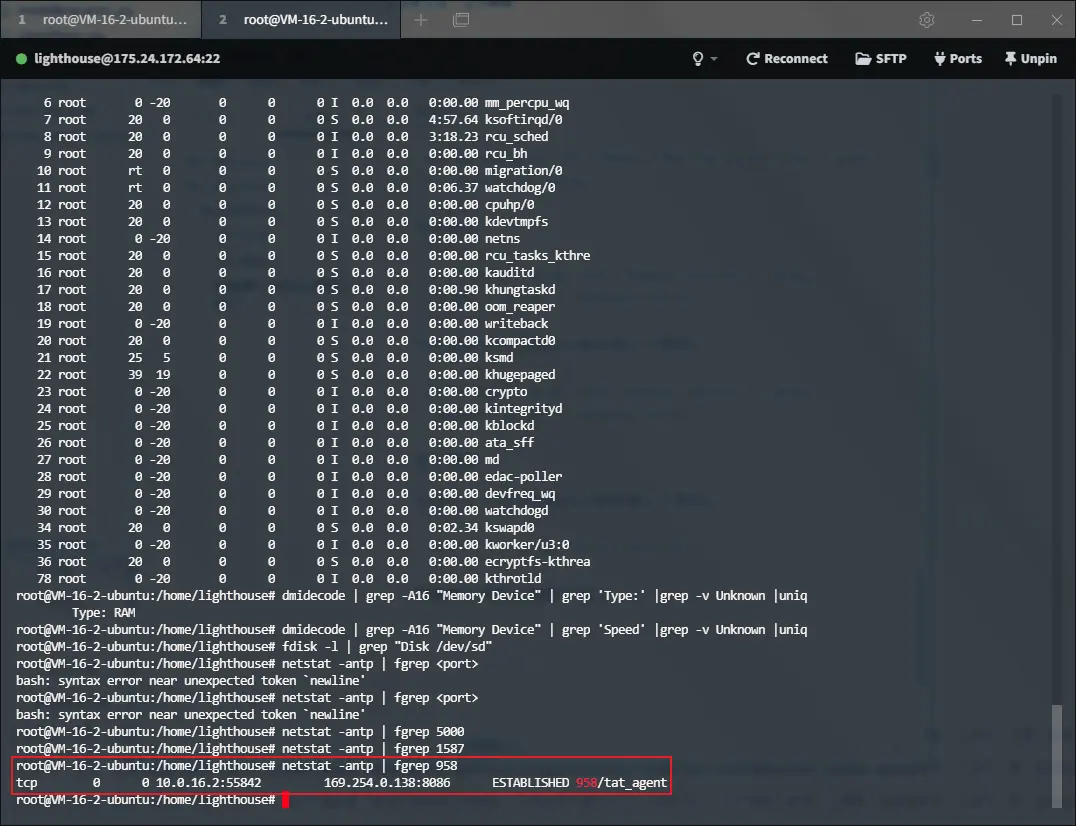 1 root@VM-16-2-ubuntu... 2 root@VM-16-2-ubuntu...
lighthouse@175.24.172.64:22 Reconnect SFTP Ports Unpin
6 root 0 -20 0 0 0 I 0.0 0.0 0:00.00 mm_percpu_wq
7 root 20 0 0 0 0 S 0.0 0.0 4:57.64 ksoftirqd/0
8 root 20 0 0 0 0 I 0.0 0.0 3:18.23 rcu_sched
9 root 20 0 0 0 0 I 0.0 0.0 0:00.00 rcu_bh
10 root rt 0 0 0 0 S 0.0 0.0 0:00.00 migration/0
11 root rt 0 0 0 0 S 0.0 0.0 0:06.37 watchdog/0
12 root 20 0 0 0 0 S 0.0 0.0 0:00.00 cpuhp/0
13 root 20 0 0 0 0 S 0.0 0.0 0:00.00 kdevtmpfs
14 root 0 -20 0 0 0 I 0.0 0.0 0:00.00 netns
15 root 20 0 0 0 0 S 0.0 0.0 0:00.00 rcu_tasks_kthre
16 root 20 0 0 0 0 S 0.0 0.0 0:00.00 kauditd
17 root 20 0 0 0 0 S 0.0 0.0 0:00.90 khungtaskd
18 root 20 0 0 0 0 S 0.0 0.0 0:00.00 oom_reaper
19 root 0 -20 0 0 0 I 0.0 0.0 0:00.00 writeback
20 root 20 0 0 0 0 S 0.0 0.0 0:00.00 kcompactd0
21 root 25 5 0 0 0 S 0.0 0.0 0:00.00 ksmd
22 root 39 19 0 0 0 S 0.0 0.0 0:00.00 khugepaged
23 root 0 -20 0 0 0 I 0.0 0.0 0:00.00 crypto
24 root 0 -20 0 0 0 I 0.0 0.0 0:00.00 kintegrityd
25 root 0 -20 0 0 0 I 0.0 0.0 0:00.00 kblockd
26 root 0 -20 0 0 0 I 0.0 0.0 0:00.00 ata_sff
27 root 0 -20 0 0 0 I 0.0 0.0 0:00.00 md
28 root 0 -20 0 0 0 I 0.0 0.0 0:00.00 edac-poller
29 root 0 -20 0 0 0 I 0.0 0.0 0:00.00 devfreq_wq
30 root 0 -20 0 0 0 I 0.0 0.0 0:00.00 watchdogd
34 root 20 0 0 0 0 S 0.0 0.0 0:02.34 kswapd0
35 root 0 -20 0 0 0 I 0.0 0.0 0:00.00 kworker/u3:0
36 root 20 0 0 0 0 S 0.0 0.0 0:00.00 ecryptfs-kthrea
78 root 0 -20 0 0 0 I 0.0 0.0 0:00.00 kthrotld
root@VM-16-2-ubuntu:/home/lighthouse# dmidecode | grep -A16 "Memory Device" | grep 'Type:' |grep -v Unknown |uniq
Type: RAM
root@VM-16-2-ubuntu:/home/lighthouse# dmidecode | grep -A16 "Memory Device" | grep 'Speed' |grep -v Unknown |uniq
root@VM-16-2-ubuntu:/home/lighthouse# fdisk -l | grep "Disk /dev/sd"
root@VM-16-2-ubuntu:/home/lighthouse# netstat -antp | fgrep <port>
bash: syntax error near unexpected token `newline'
root@VM-16-2-ubuntu:/home/lighthouse# netstat -antp | fgrep <port>
bash: syntax error near unexpected token `newline'
root@VM-16-2-ubuntu:/home/lighthouse# netstat -antp | fgrep 5000
root@VM-16-2-ubuntu:/home/lighthouse# netstat -antp | fgrep 1587
root@VM-16-2-ubuntu:/home/lighthouse# netstat -antp | fgrep 958
tcp 0 0 10.0.16.2:55842 169.254.0.138:8086 ESTABLISHED 958/tat_agent
root@VM-16-2-ubuntu:/home/lighthouse#